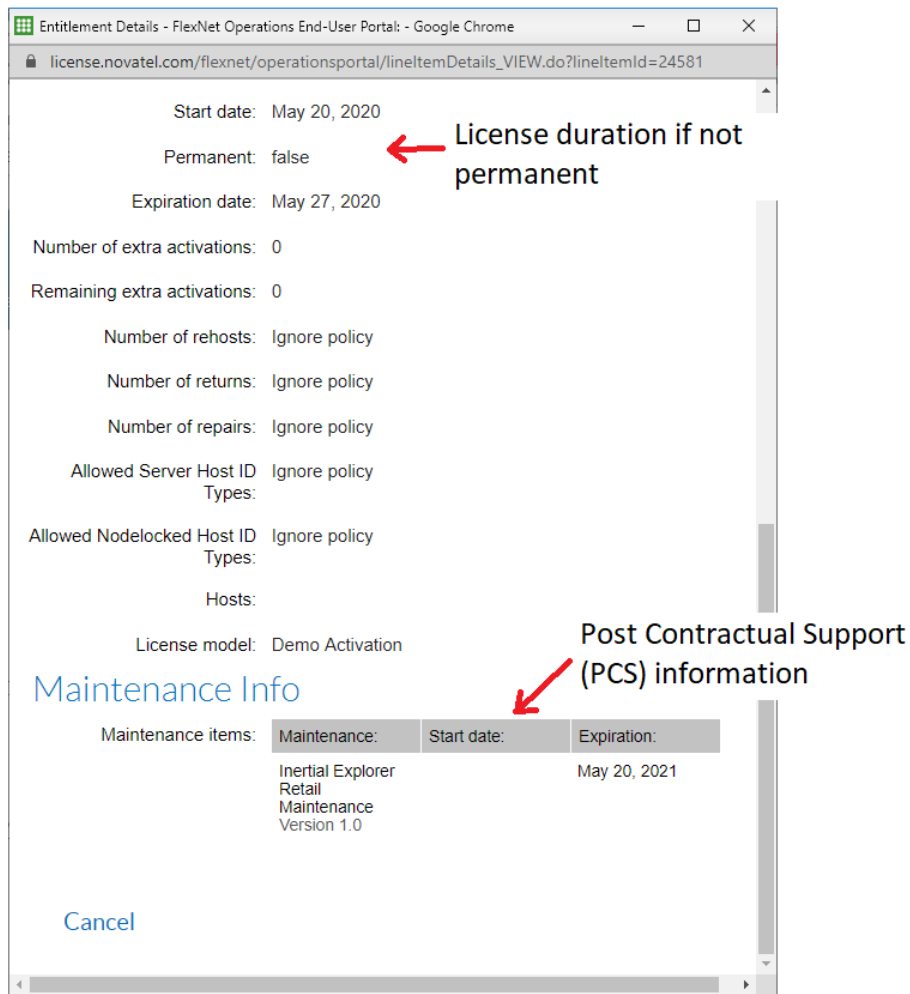 Entitlement Details - FlexNet Operations End-User Portal: - Google Chrome
license.novatel.com/flexnet/operationsportal/lineItemDetails_VIEW.do?lineItemId=24581
Start date: May 20, 2020
License duration if not
permanent
Permanent: false
Expiration date: May 27, 2020
Number of extra activations: 0
Remaining extra activations: 0
Number of rehosts: Ignore policy
Number of returns: Ignore policy
Number of repairs: Ignore policy
Allowed Server Host ID Ignore policy
Types:
Allowed Nodelocked Host ID Ignore policy
Types:
Hosts:
License model: Demo Activation
Post Contractual Support
(PCS) information
Maintenance Info
Maintenance items: Maintenance: Start date: Expiration:
Inertial Explorer May 20, 2021
Retail
Maintenance
Version 1.0
Cancel